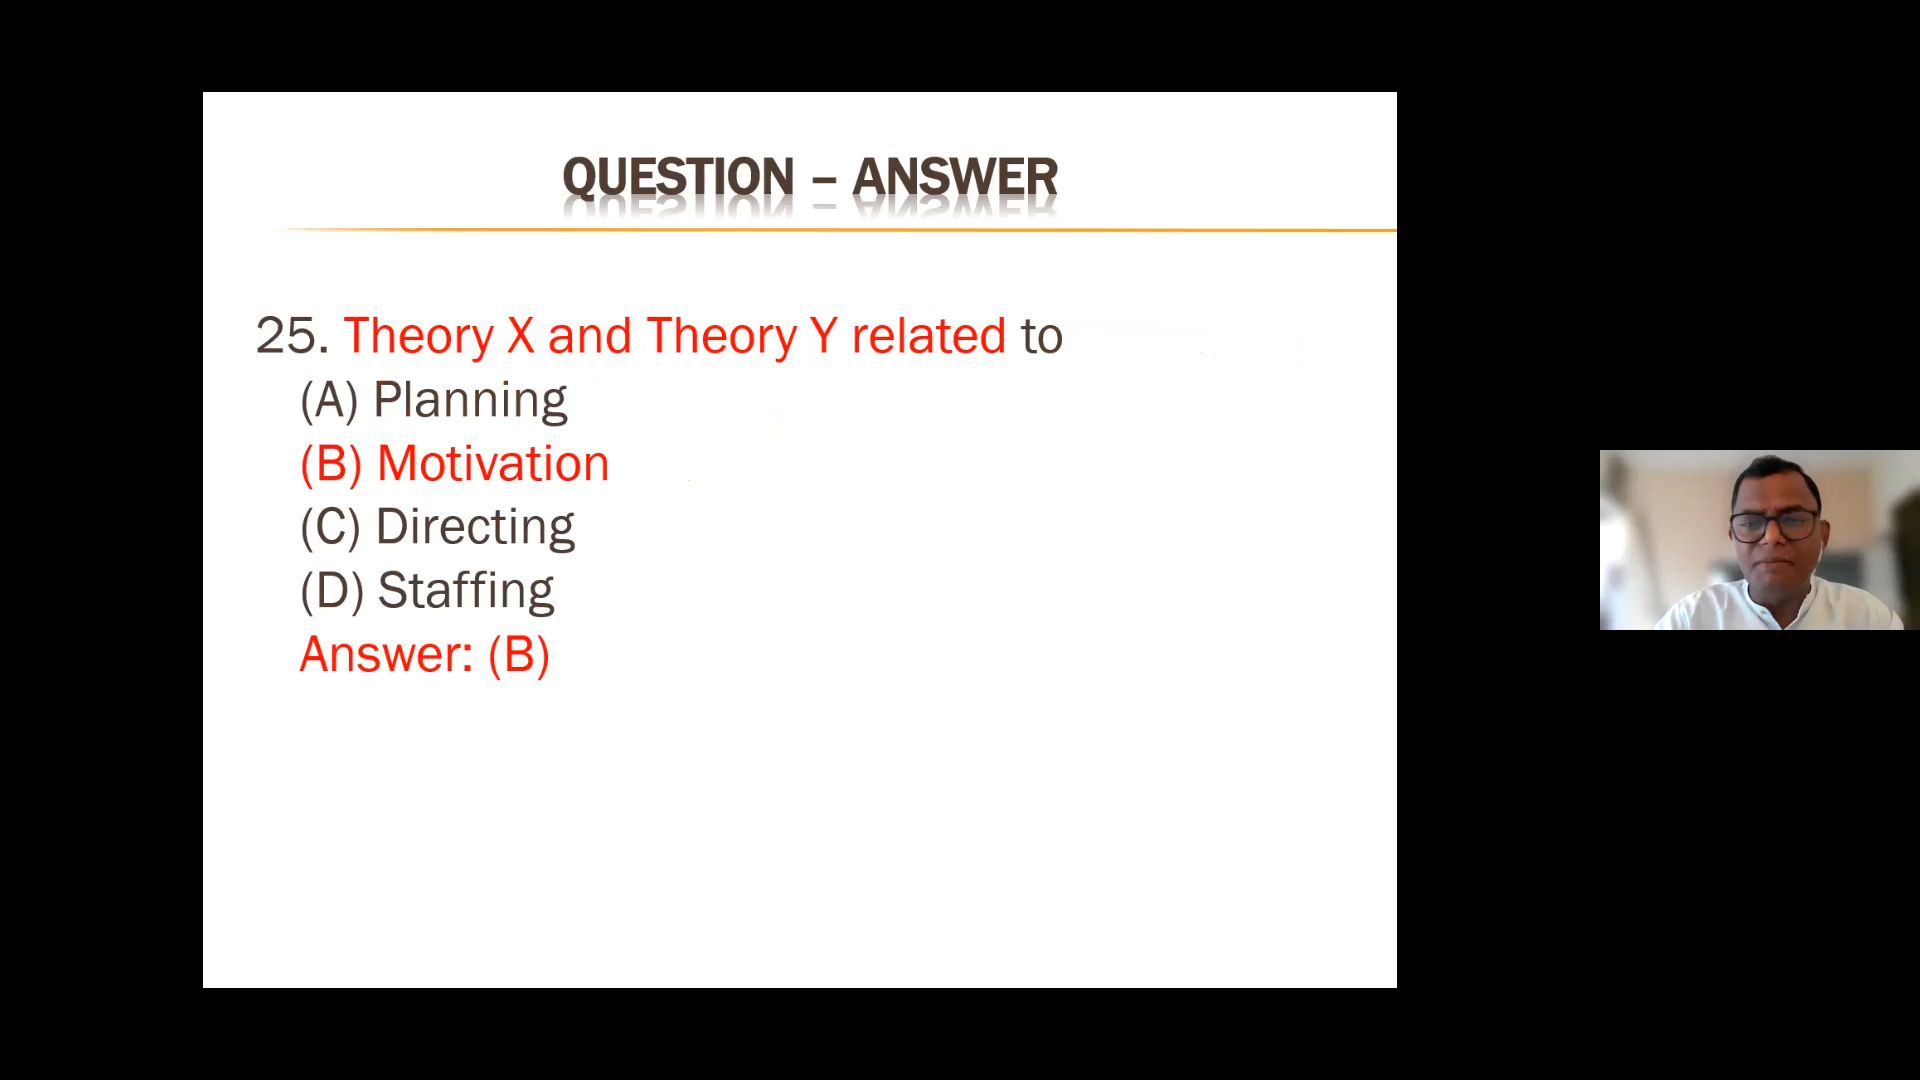 QUESTION – ANSWER
25. Theory X and Theory Y related to
(A) Planning
(B) Motivation
(C) Directing
(D) Staffing
Answer: (B)